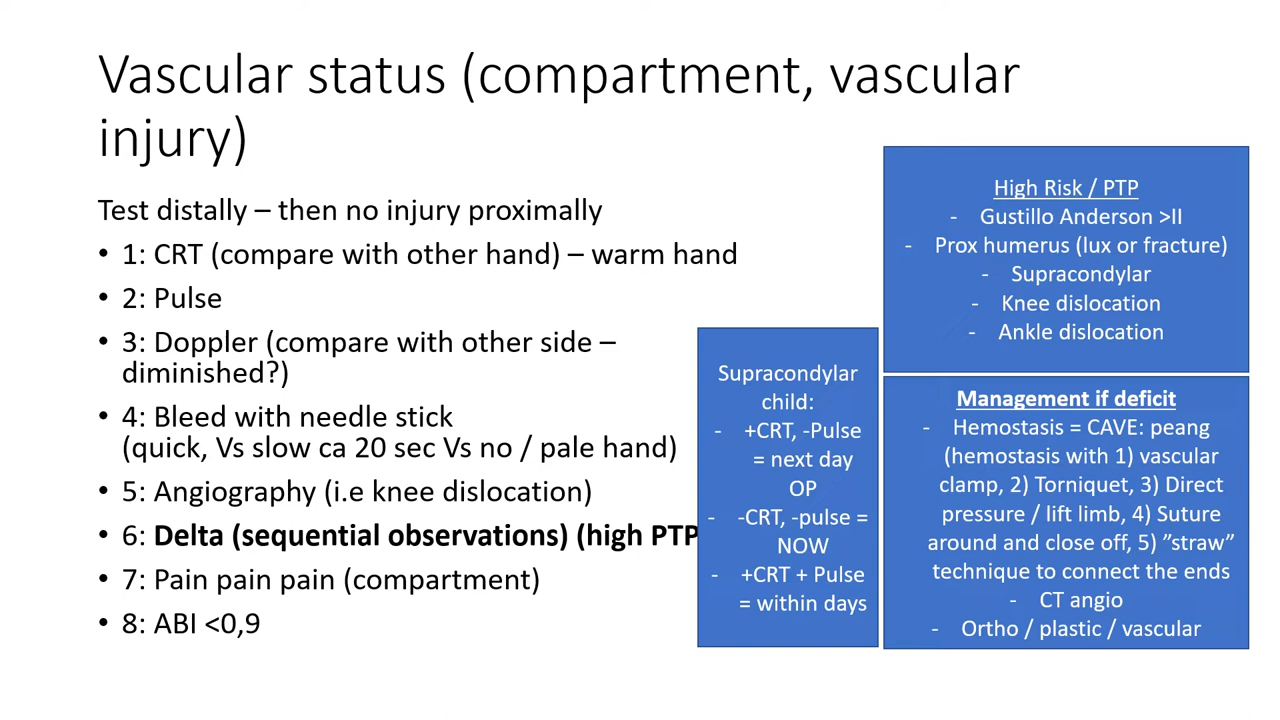 Vascular status (compartment, vascular
injury)
Test distally – then no injury proximally
• 1: CRT (compare with other hand) – warm hand
• 2: Pulse
• 3: Doppler (compare with other side –
diminished?)
• 4: Bleed with needle stick
(quick, Vs slow ca 20 sec Vs no / pale hand)
• 5: Angiography (i.e knee dislocation)
• 6: Delta (sequential observations) (high PTP
• 7: Pain pain pain (compartment)
• 8: ABI <0,9
Supracondylar
child:
- +CRT, -Pulse
= next day
OP
- -CRT, -pulse =
NOW
- +CRT + Pulse
= within days
High Risk / PTP
- Gustillo Anderson >II
- Prox humerus (lux or fracture)
- Supracondylar
- Knee dislocation
- Ankle dislocation
Management if deficit
- Hemostasis = CAVE: peang
(hemostasis with 1) vascular
clamp, 2) Torniquet, 3) Direct
pressure / lift limb, 4) Suture
around and close off, 5) ”straw”
technique to connect the ends
- CT angio
- Ortho / plastic / vascular